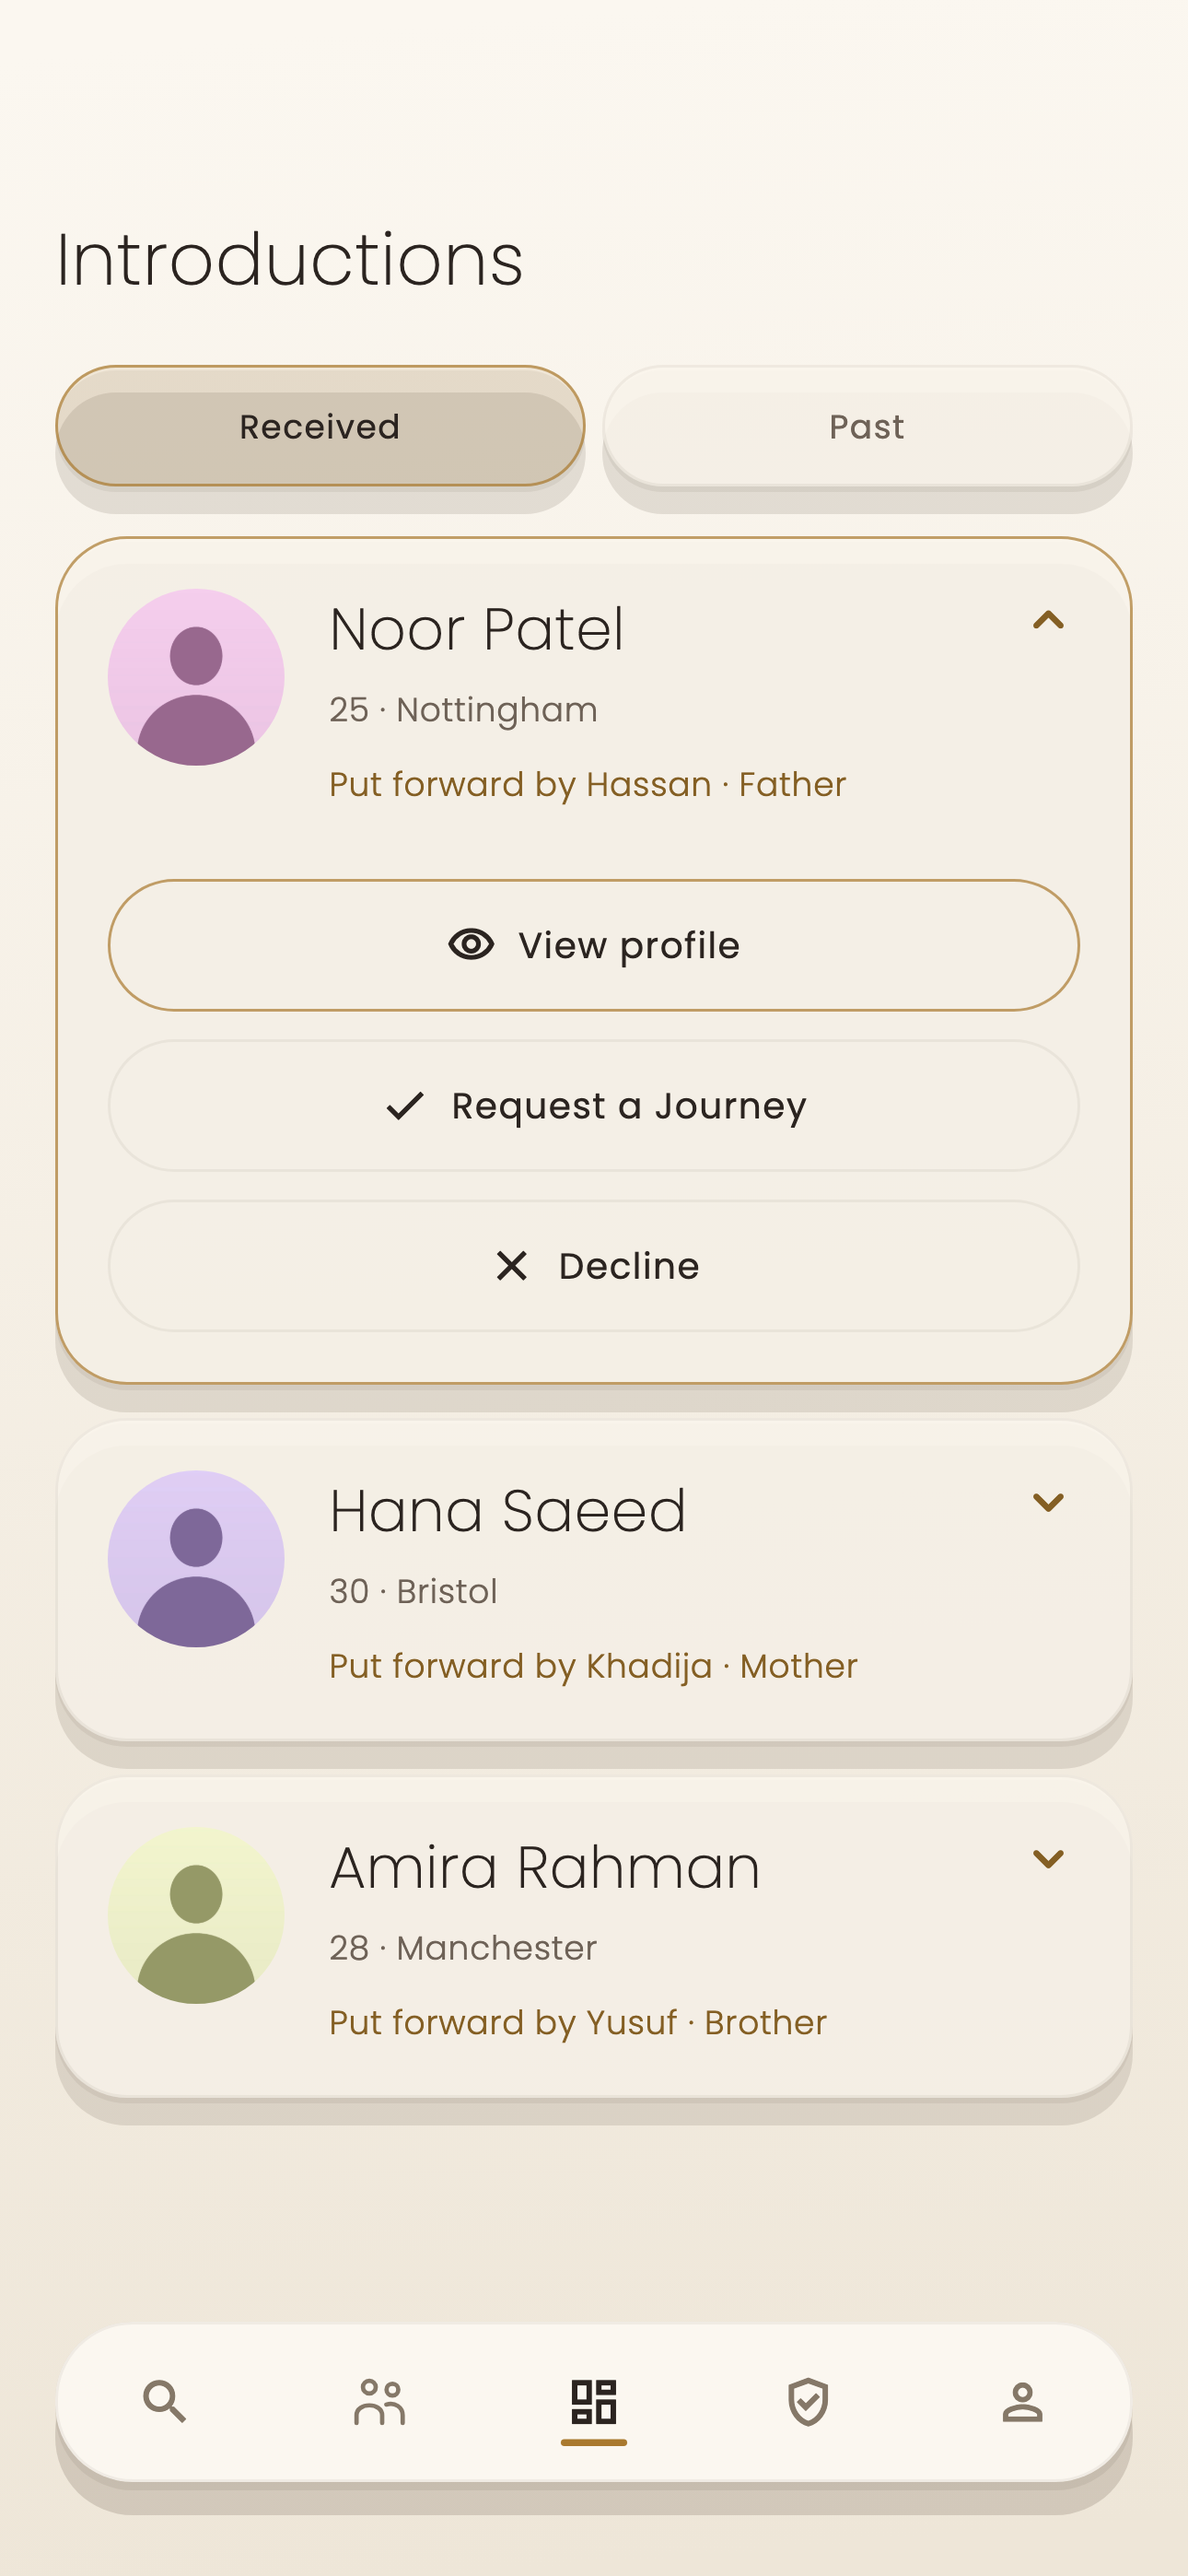 Introductions
Received
Past
Noor Patel
25 · Nottingham
Put forward by Hassan · Father
View profile
Request a Journey
Decline
Hana Saeed
30 · Bristol
Put forward by Khadija · Mother
Amira Rahman
28 · Manchester
Put forward by Yusuf · Brother